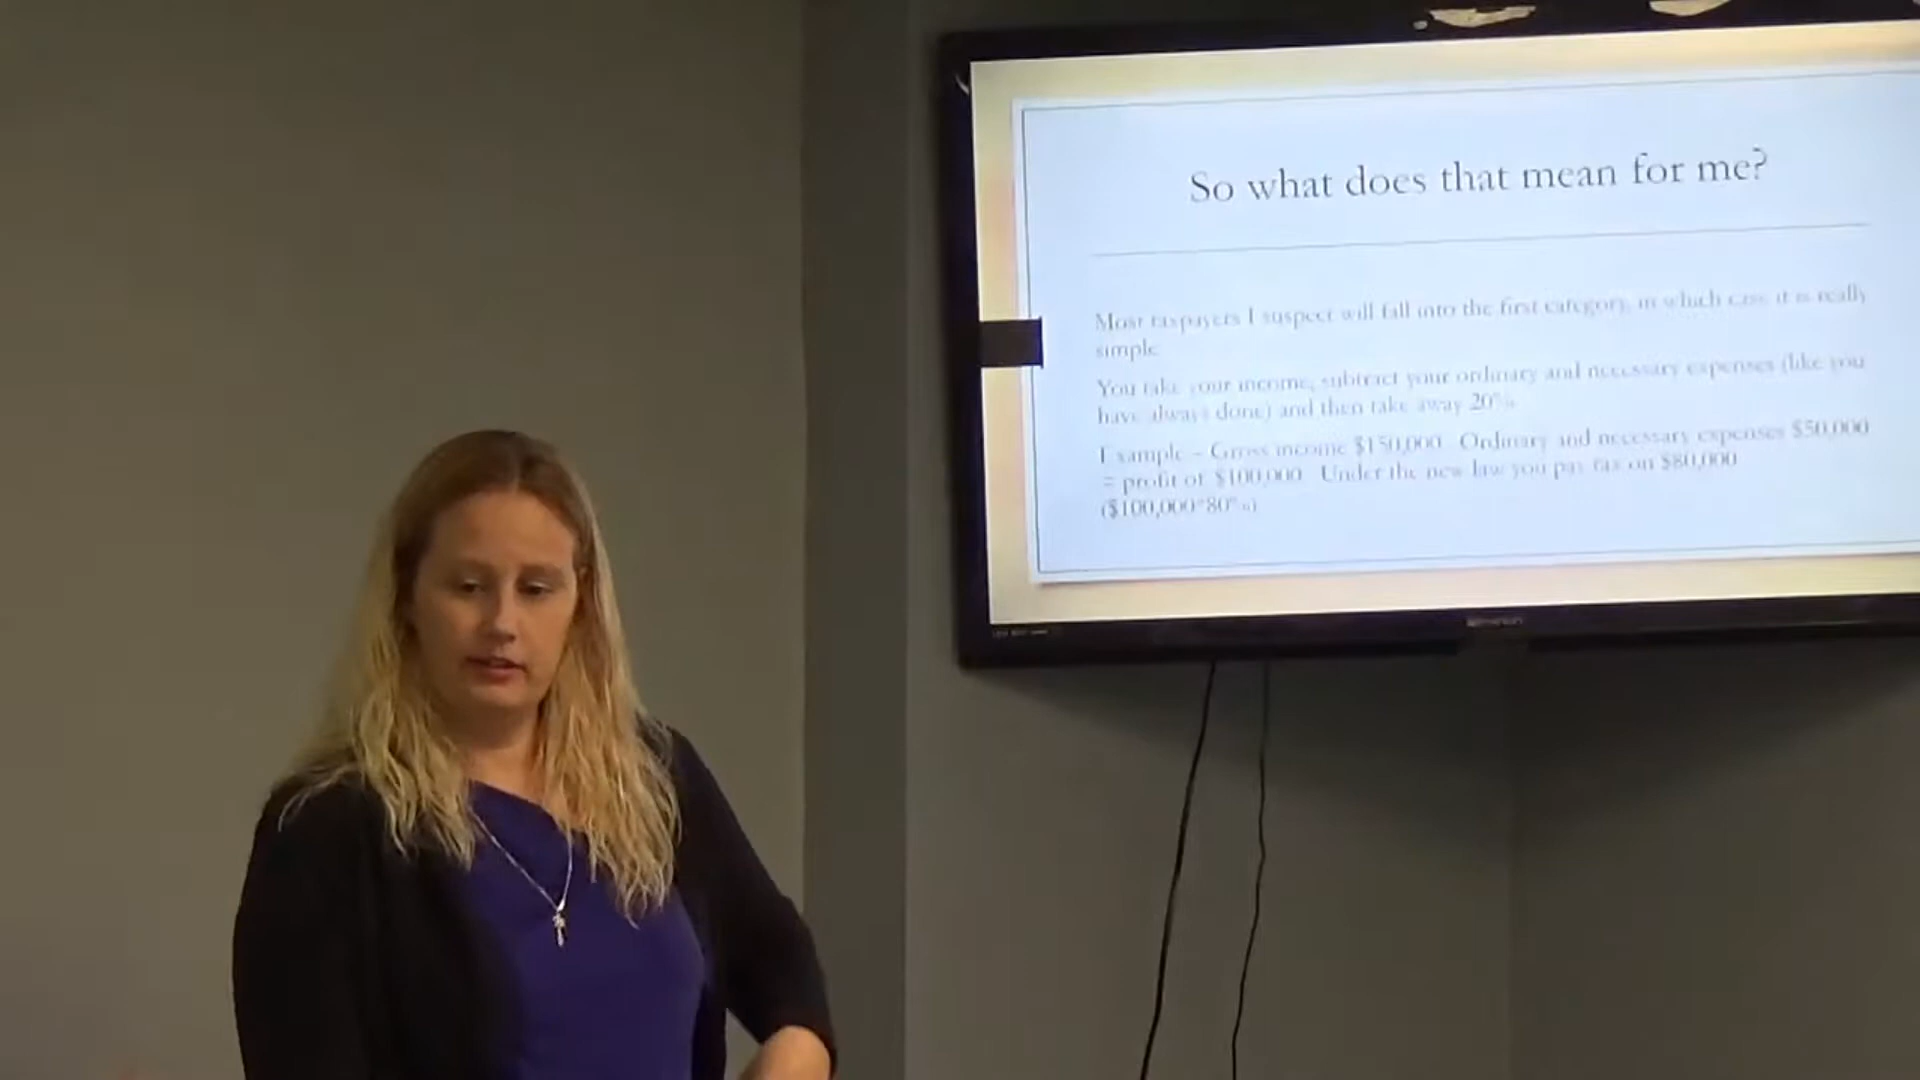 So what does that mean for me?
Most taxpayers I suspect will fall into the first category, in which case it is really
simple.
You take your income, subtract your ordinary and necessary expenses (like you
have always done) and then take away 20%.
Example – Gross income $150,000 Ordinary and necessary expenses $50,000
= profit of $100,000 Under the new law you pay tax on $80,000
($100,000*80%)